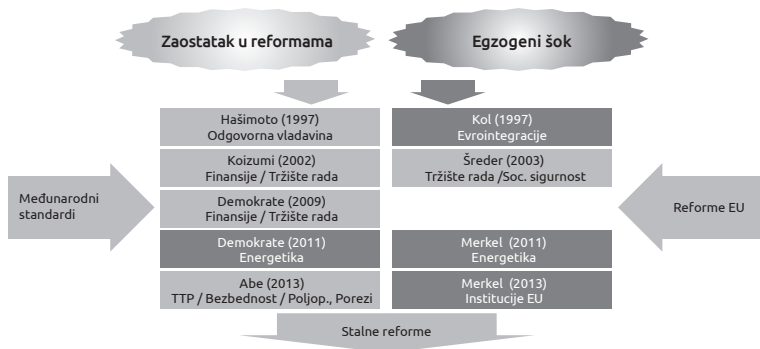 Zaostatak u reformama
Egzogeni šok
Hašimoto (1997)
Odgovorna vladavina
Kol (1997)
Evrointegracije
Koizumi (2002)
Finansije / Tržište rada
Šreder (2003)
Tržište rada /Soc. sigurnost
Međunarodni
standardi
Demokrate (2009)
Finansije / Tržište rada
Reforme EU
Demokrate (2011)
Energetika
Merkel (2011)
Energetika
Abe (2013)
TTP / Bezbednost / Poljop., Porezi
Merkel (2013)
Institucije EU
Stalne reforme